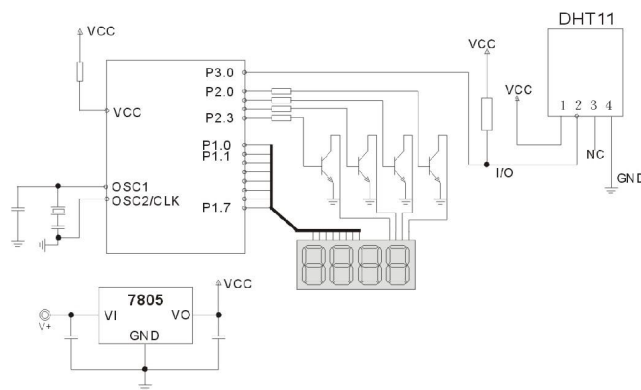 DHT11
VCC
VCC
P3.0
P2.0
VCC
1 2 3 4
VCC
P2.3
P1.0
P1.1
NC
I/O
GND
OSC1
OSC2/CLK
P1.7
VCC
7805
V+
VI
VO
GND